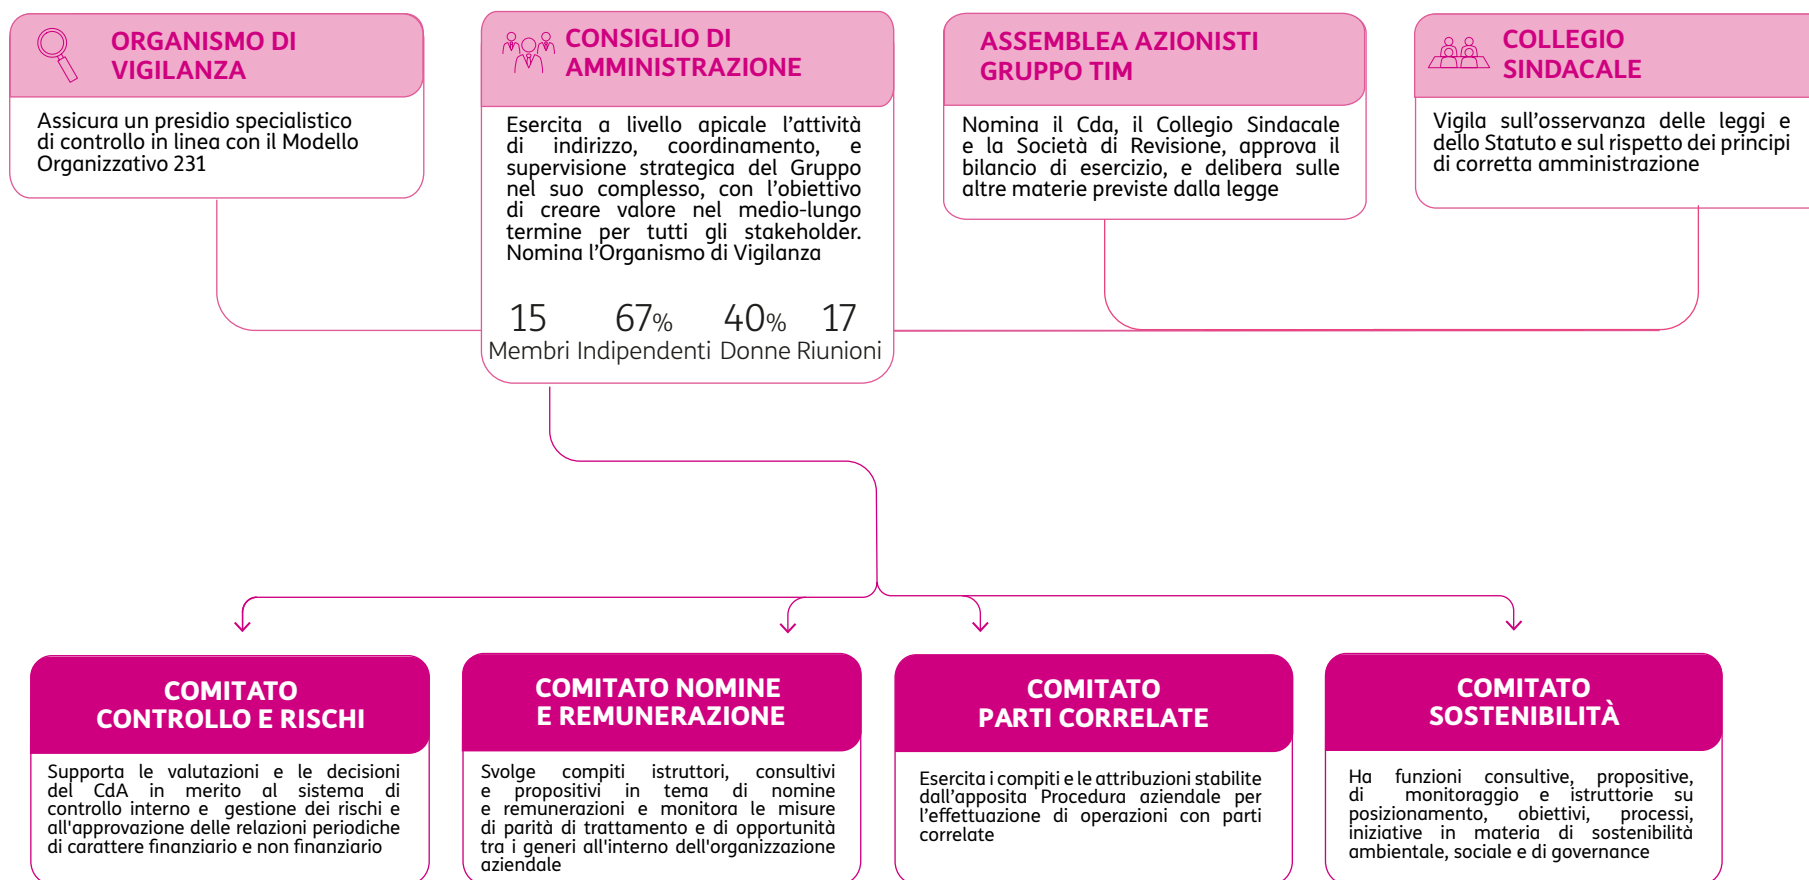 ORGANISMO DI
VIGILANZA
Assicura un presidio specialistico
di controllo in linea con il Modello
Organizzativo 231
CONSIGLIO DI
AMMINISTRAZIONE
Esercita a livello apicale l'attività
di indirizzo, coordinamento, e
supervisione strategica del Gruppo
nel suo complesso, con l'obiettivo
di creare valore nel medio-lungo
termine per tutti gli stakeholder.
Nomina l'Organismo di Vigilanza
15 67% 40% 17
Membri Indipendenti Donne Riunioni
ASSEMBLEA AZIONISTI
GRUPPO TIM
Nomina il Cda, il Collegio Sindacale
e la Società di Revisione, approva il
bilancio di esercizio, e delibera sulle
altre materie previste dalla legge
COLLEGIO
SINDACALE
Vigila sull'osservanza delle leggi e
dello Statuto e sul rispetto dei principi
di corretta amministrazione
COMITATO
CONTROLLO E RISCHI
Supporta le valutazioni e le decisioni
del CdA in merito al sistema di
controllo interno e gestione dei rischi e
all'approvazione delle relazioni periodiche
di carattere finanziario e non finanziario
COMITATO NOMINE
E REMUNERAZIONE
Svolge compiti istruttori, consultivi
e propositivi in tema di nomine
e remunerazioni e monitora le misure
di parità di trattamento e di opportunità
tra i generi all'interno dell'organizzazione
aziendale
COMITATO
PARTI CORRELATE
Esercita i compiti e le attribuzioni stabilite
dall'apposita Procedura aziendale per
l'effettuazione di operazioni con parti
correlate
COMITATO
SOSTENIBILITÀ
Ha funzioni consultive, propositive,
di monitoraggio e istruttorie su
posizionamento, obiettivi, processi,
iniziative in materia di sostenibilità
ambientale, sociale e di governance